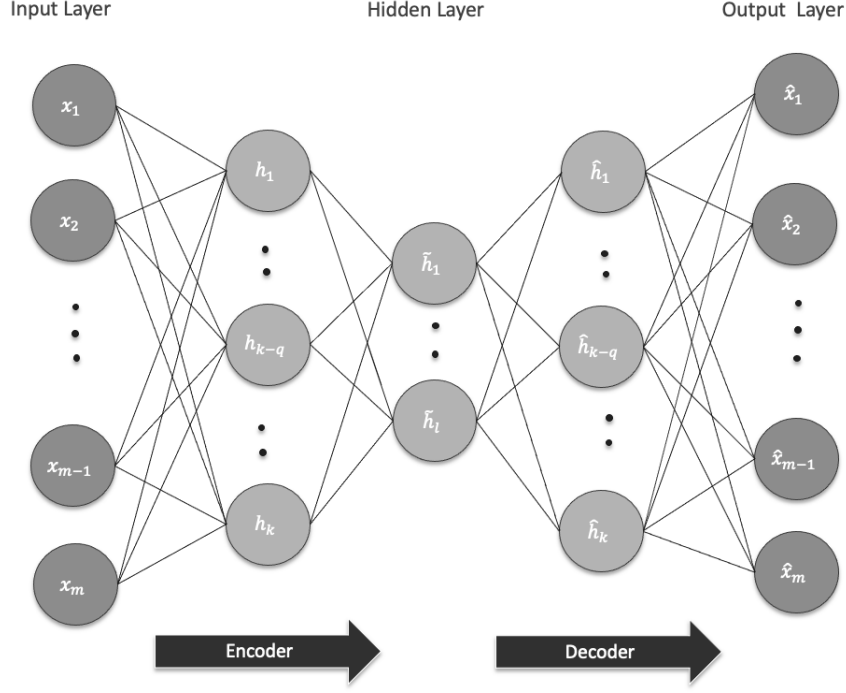 Input Layer
Hidden Layer
Output Layer
x₁
x₂
xₘ₋₁
xₘ
h₁
hₖ₋q
hₖ
h̃₁
h̃ₗ
ĥ₁
ĥₖ₋q
ĥₖ
x̂₁
x̂₂
x̂ₘ₋₁
x̂ₘ
Encoder
Decoder